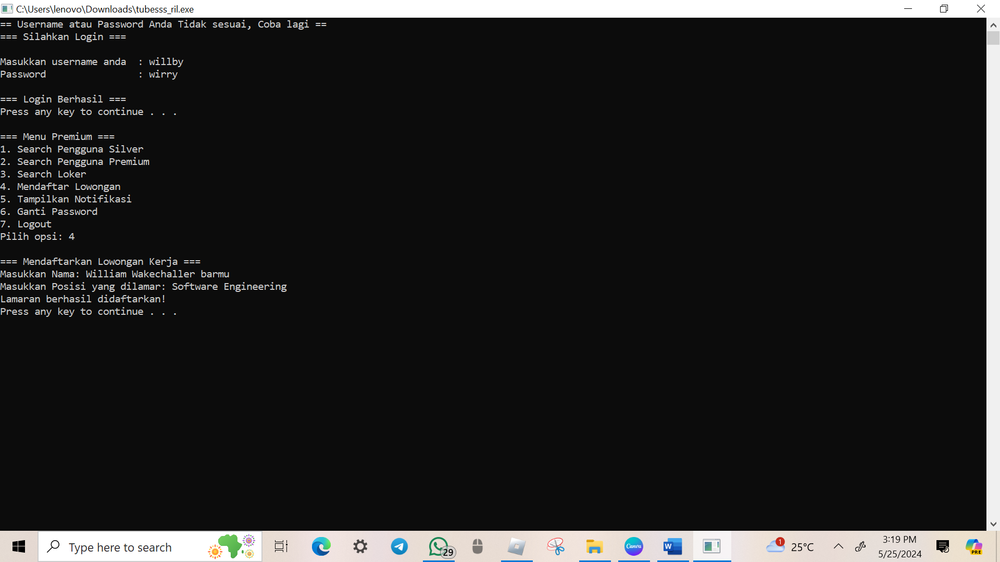 C:\Users\lenovo\Downloads\tubesss_ril.exe
== Username atau Password Anda Tidak sesuai, Coba lagi ==
=== Silahkan Login ===
Masukkan username anda  : willby
Password                : wirry
=== Login Berhasil ===
Press any key to continue . . .
=== Menu Premium ===
1. Search Pengguna Silver
2. Search Pengguna Premium
3. Search Loker
4. Mendaftar Lowongan
5. Tampilkan Notifikasi
6. Ganti Password
7. Logout
Pilih opsi: 4
=== Mendaftarkan Lowongan Kerja ===
Masukkan Nama: William Wakechaller barmu
Masukkan Posisi yang dilamar: Software Engineering
Lamaran berhasil didaftarkan!
Press any key to continue . . .
Type here to search
29
Canva
W
1
25°C
3:19 PM
5/25/2024
PRE